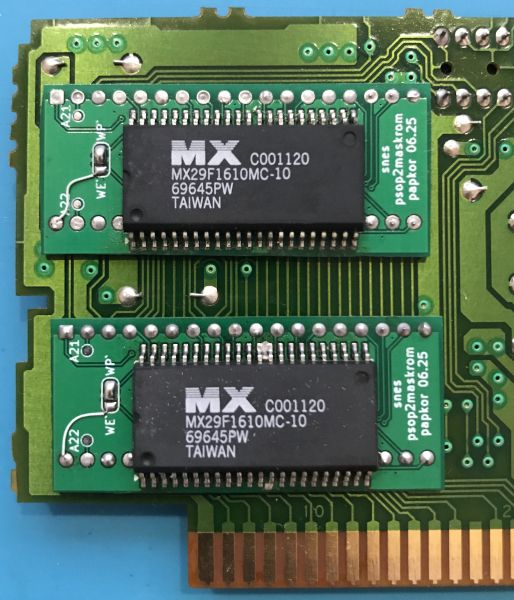 A21
A22
WE
WP
MX C001120
MX29F1610MC-10
69645PW
TAIWAN
snes
psop2maskrom
papkor 06.25
A21
A22
WE
WP
MX C001120
MX29F1610MC-10
69645PW
TAIWAN
snes
psop2maskrom
papkor 06.25
10